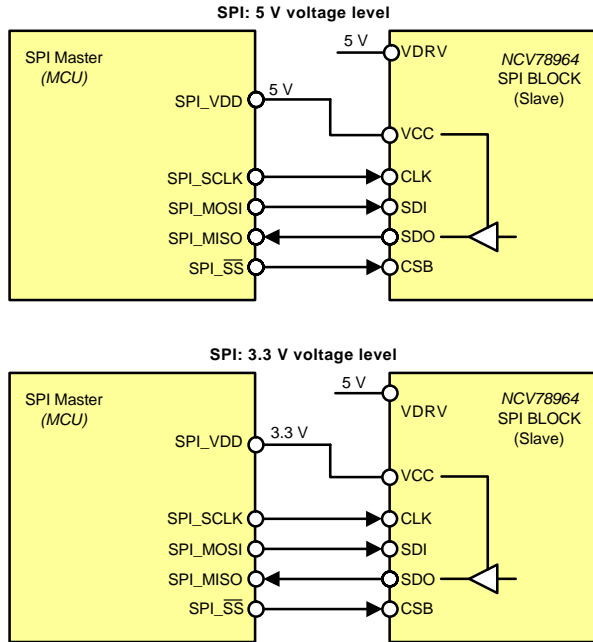 SPI: 5 V voltage level
SPI Master
(MCU)
5 V
VDRV
NCV78964
SPI BLOCK
(Slave)
SPI_VDD
5 V
VCC
SPI_SCLK
CLK
SPI_MOSI
SDI
SPI_MISO
SDO
SPI_S̅S̅
CSB
SPI: 3.3 V voltage level
SPI Master
(MCU)
5 V
VDRV
NCV78964
SPI BLOCK
(Slave)
SPI_VDD
3.3 V
VCC
SPI_SCLK
CLK
SPI_MOSI
SDI
SPI_MISO
SDO
SPI_S̅S̅
CSB